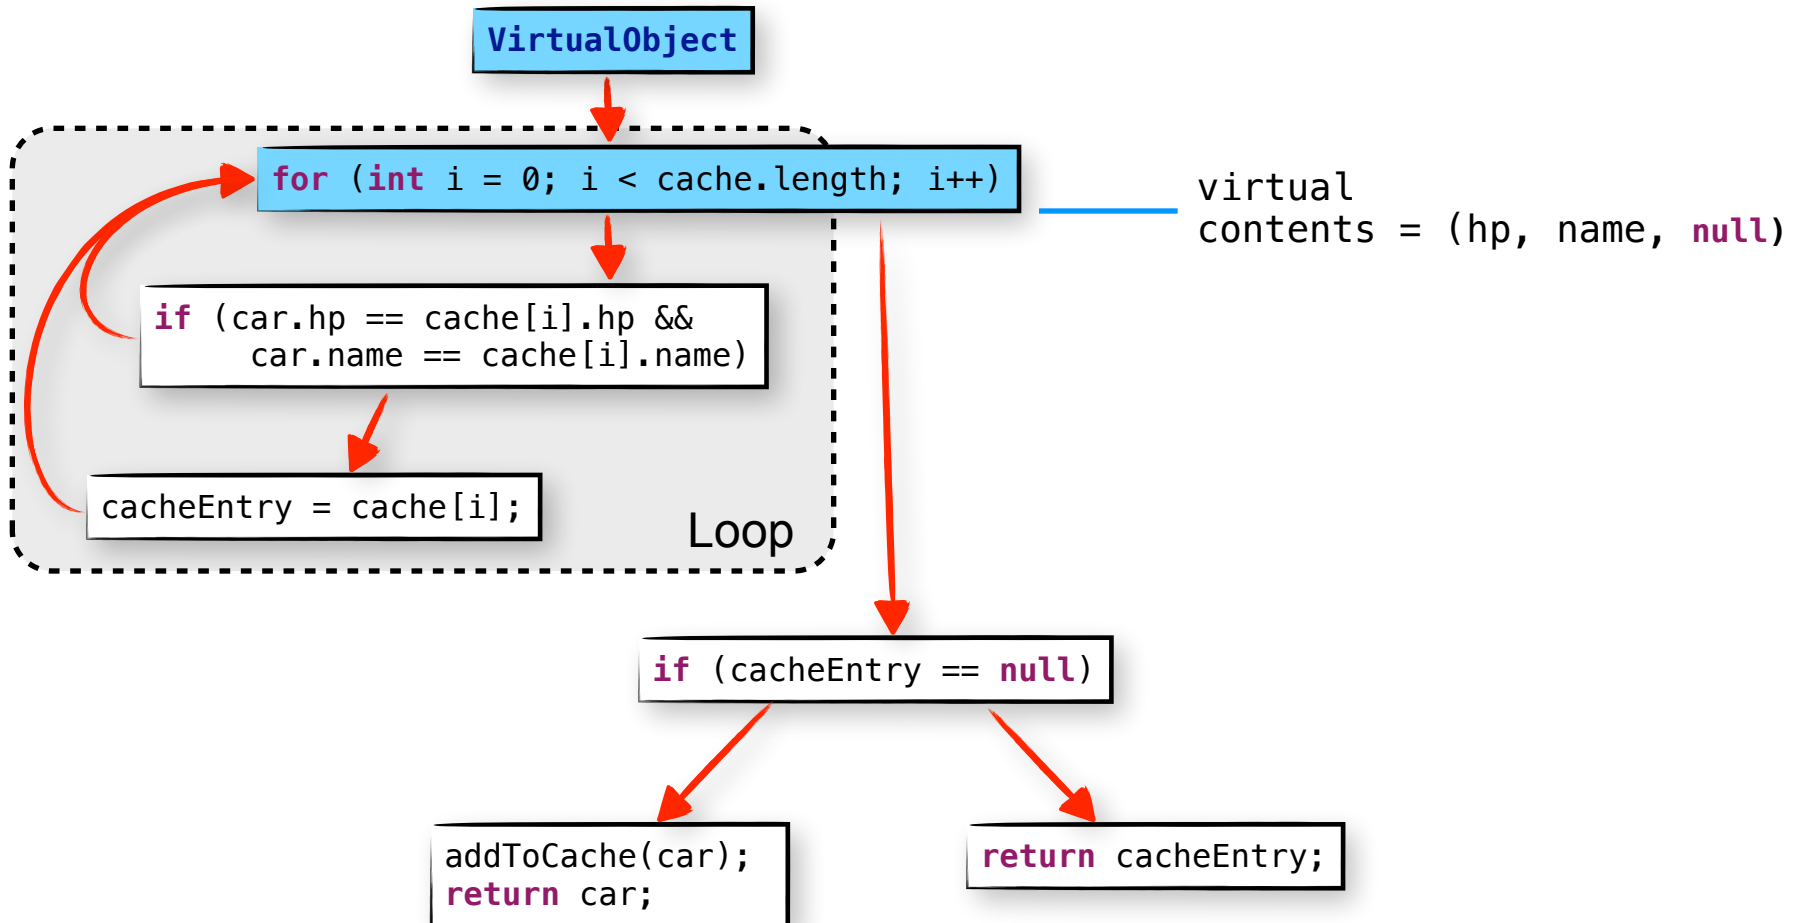 VirtualObject
for (int i = 0; i < cache.length; i++)
virtual
contents = (hp, name, null)
if (car.hp == cache[i].hp &&
car.name == cache[i].name)
cacheEntry = cache[i];
Loop
if (cacheEntry == null)
addToCache(car);
return car;
return cacheEntry;